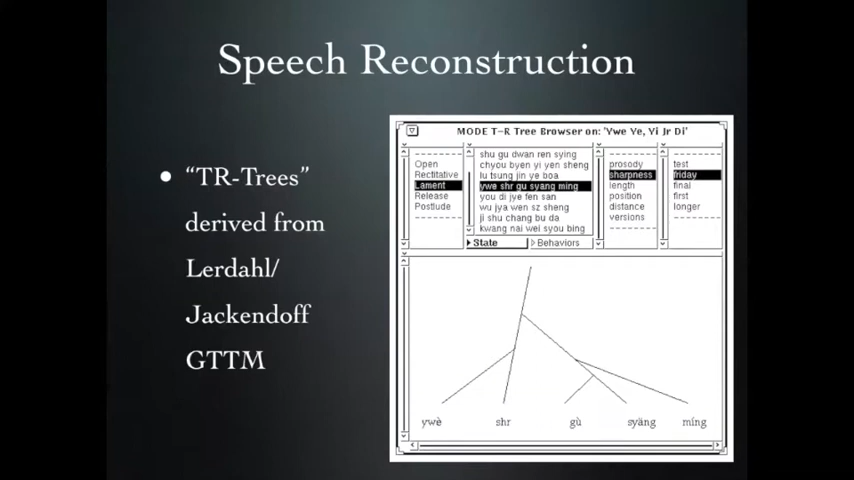 Speech Reconstruction
• "TR-Trees"
derived from
Lerdahl/
Jackendoff
GTTM
MODE T-R Tree Browser on: 'Ywe Ye, Yi Jr Di'
Open
Rectitative
Lament
Release
Postlude
shu gu dwan ren sying
chyou byen yi yen sheng
lu tsung jin ye boa
ywe shr gu syang ming
you di jye fen san
wu jya wen sz sheng
ji shu chang bu da
kwang nai wei syou bing
State
Behaviors
prosody
sharpness
length
position
distance
versions
test
friday
final
first
longer
ywè shr gù syäng míng